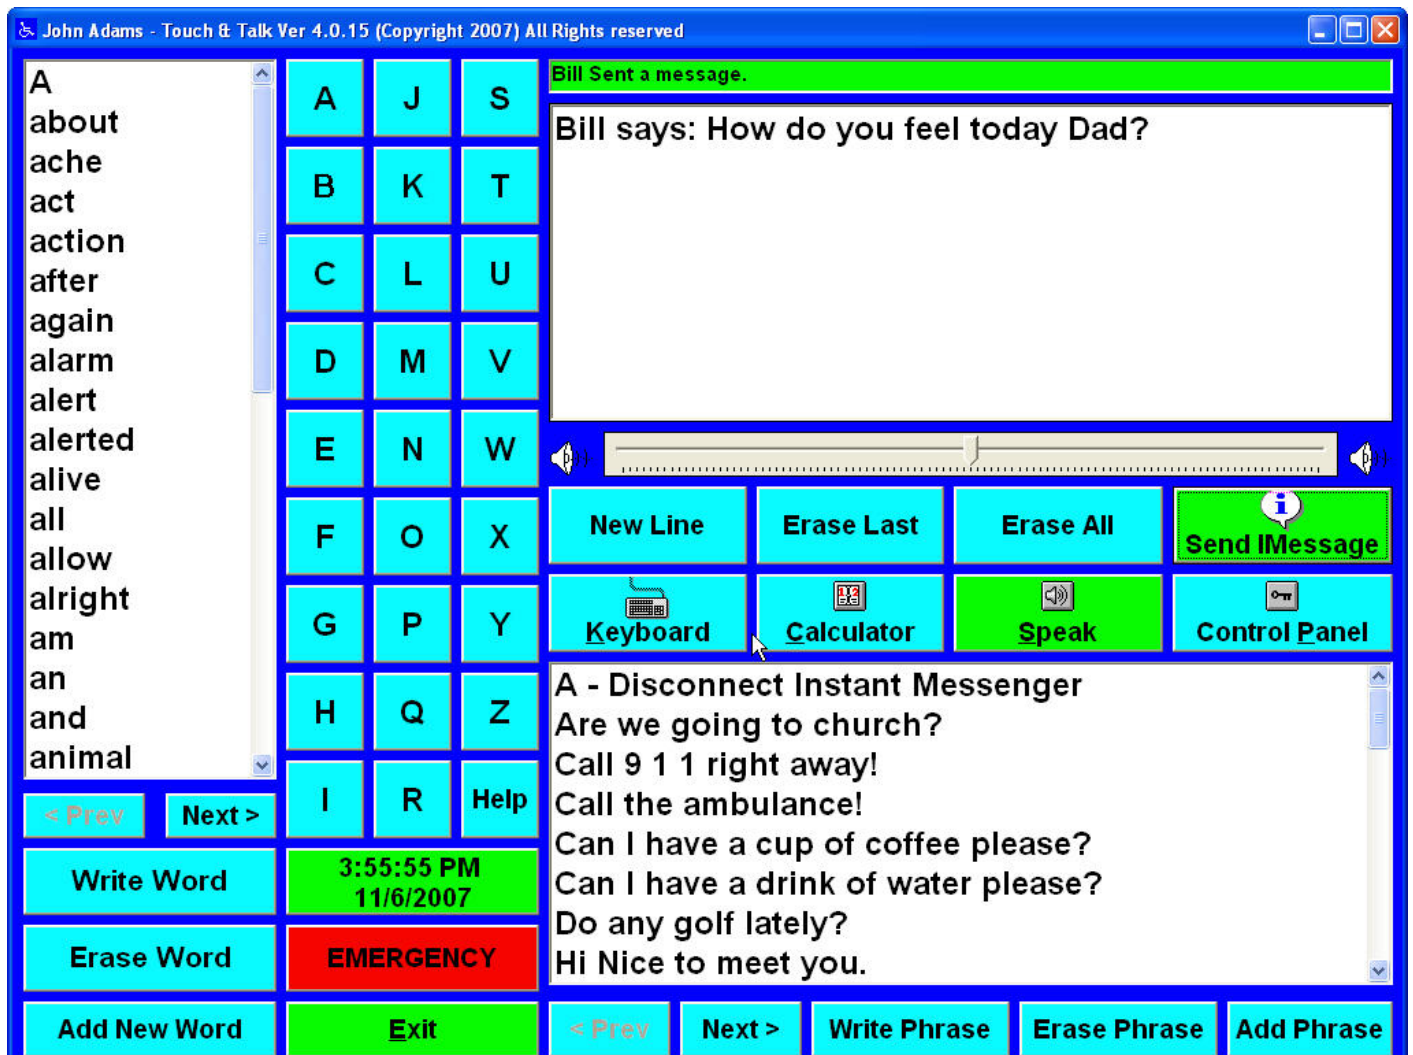 John Adams - Touch & Talk Ver 4.0.15 (Copyright 2007) All Rights reserved
A
about
ache
act
action
after
again
alarm
alert
alerted
alive
all
allow
alright
am
an
and
animal
< Prev Next >
Write Word
Erase Word
Add New Word
A J S
B K T
C L U
D M V
E N W
F O X
G P Y
H Q Z
I R Help
3:55:55 PM
11/6/2007
EMERGENCY
Exit
Bill Sent a message.
Bill says: How do you feel today Dad?
New Line Erase Last Erase All Send IMessage
Keyboard Calculator Speak Control Panel
A - Disconnect Instant Messenger
Are we going to church?
Call 9 1 1 right away!
Call the ambulance!
Can I have a cup of coffee please?
Can I have a drink of water please?
Do any golf lately?
Hi Nice to meet you.
< Prev Next > Write Phrase Erase Phrase Add Phrase